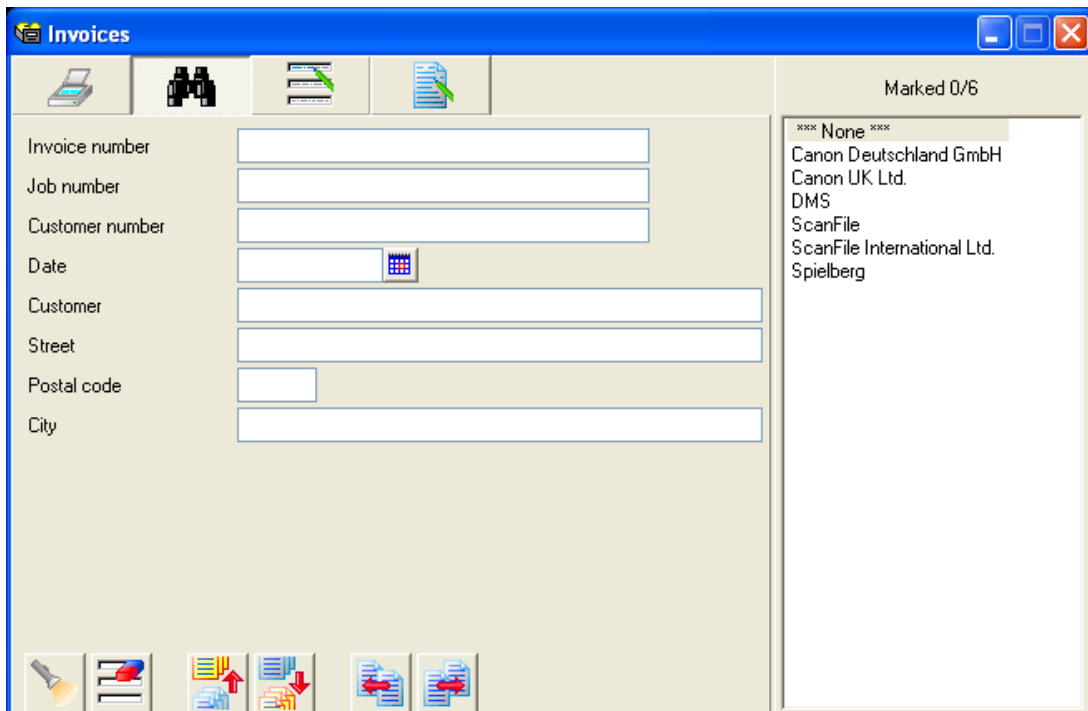 Invoices
Marked 0/6
Invoice number
Job number
Customer number
Date
Customer
Street
Postal code
City
*** None ***
Canon Deutschland GmbH
Canon UK Ltd.
DMS
ScanFile
ScanFile International Ltd.
Spielberg